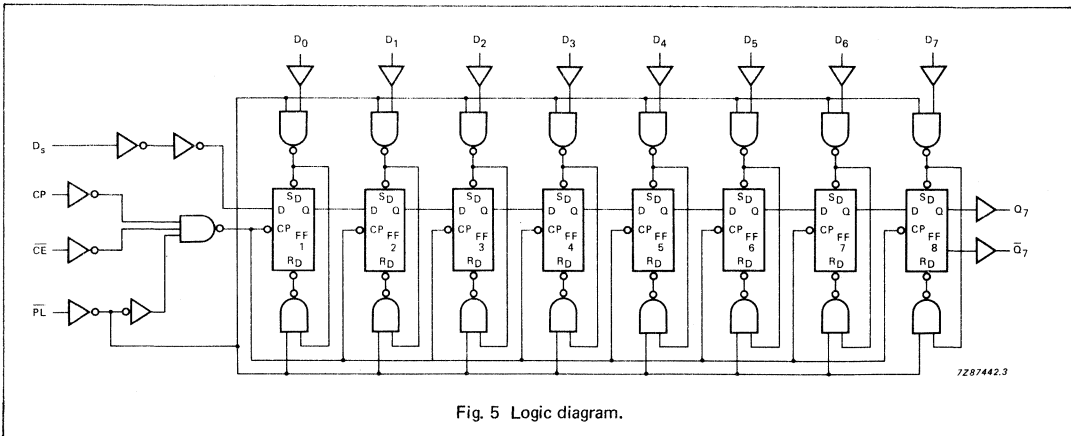 D0 D1 D2 D3 D4 D5 D6 D7
Ds
CP
CE
PL
SD SD SD SD SD SD SD SD
D Q D Q D Q D Q D Q D Q D Q D Q
CP FF 1 CP FF 2 CP FF 3 CP FF 4 CP FF 5 CP FF 6 CP FF 7 CP FF 8
RD RD RD RD RD RD RD RD
Q7
Q̅7
7Z87442.3
Fig. 5 Logic diagram.